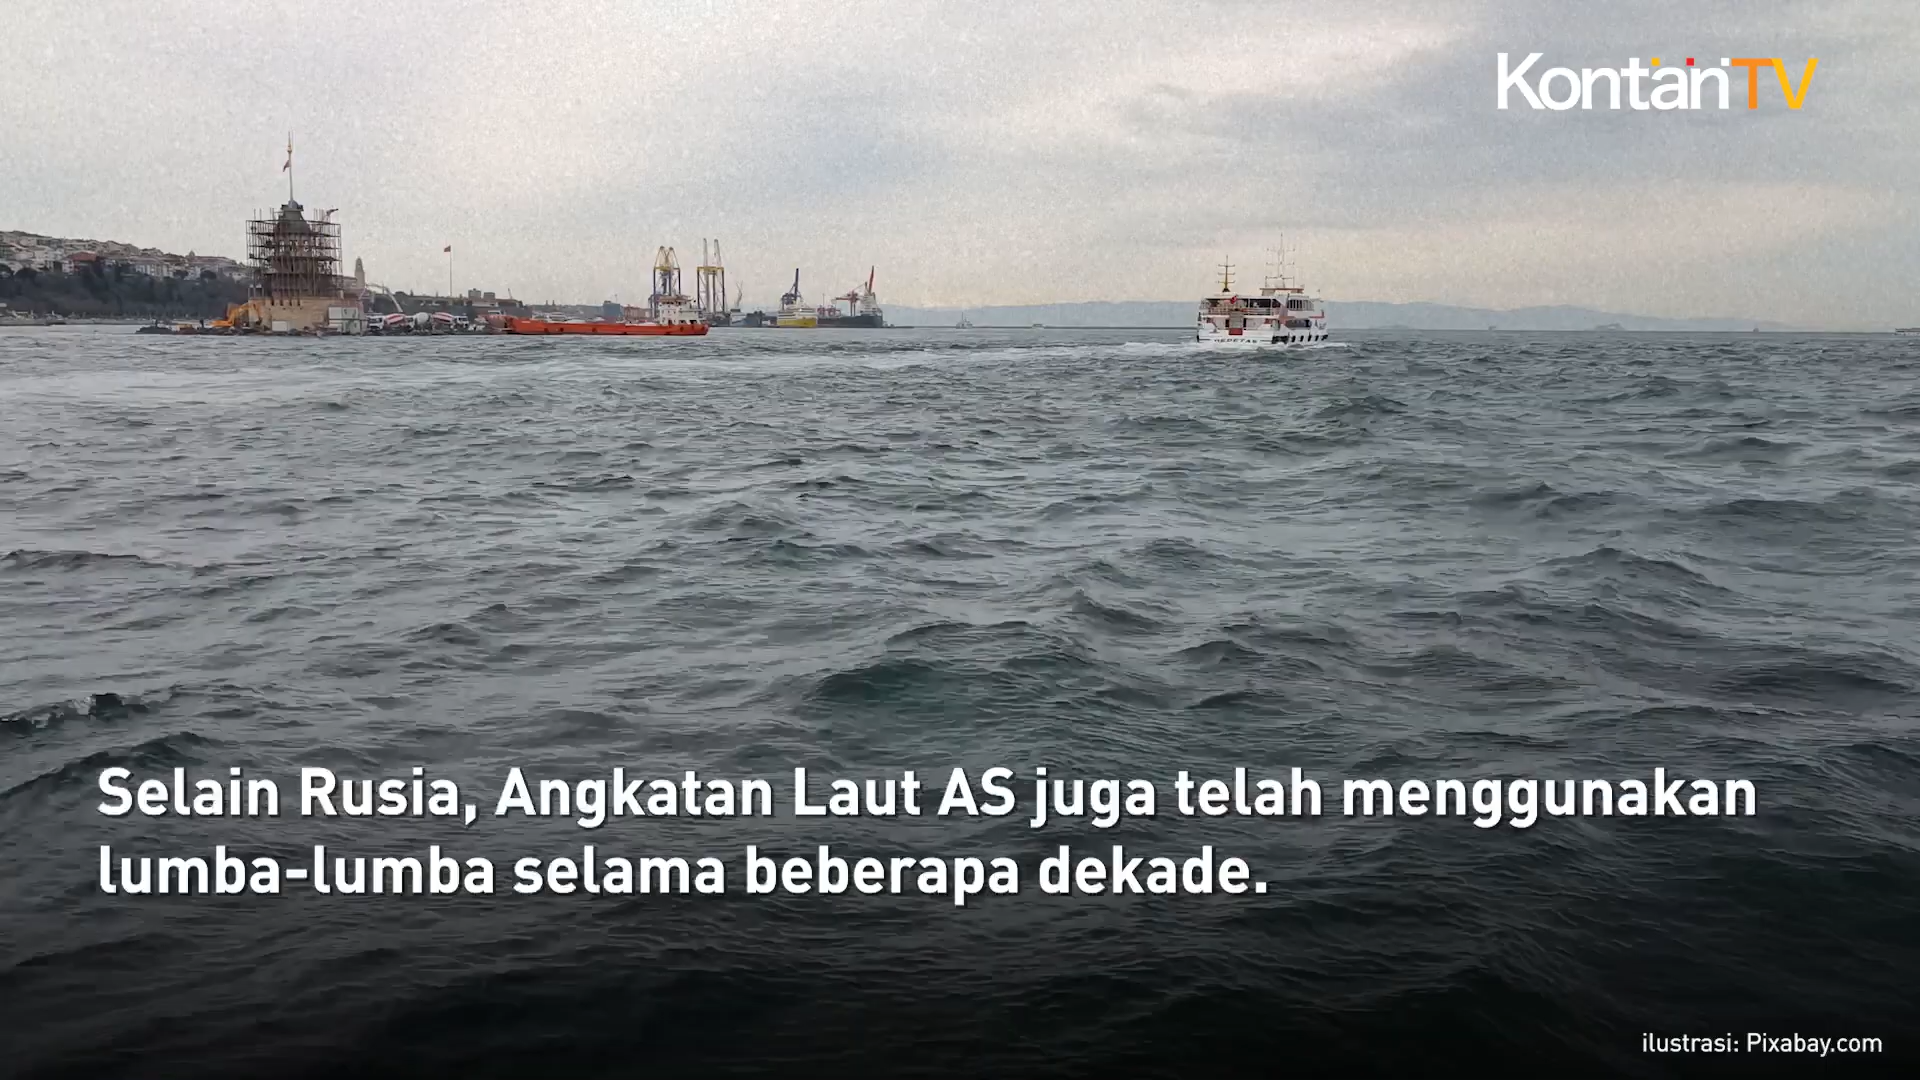 KontanTV
Selain Rusia, Angkatan Laut AS juga telah menggunakan
lumba-lumba selama beberapa dekade.
ilustrasi: Pixabay.com